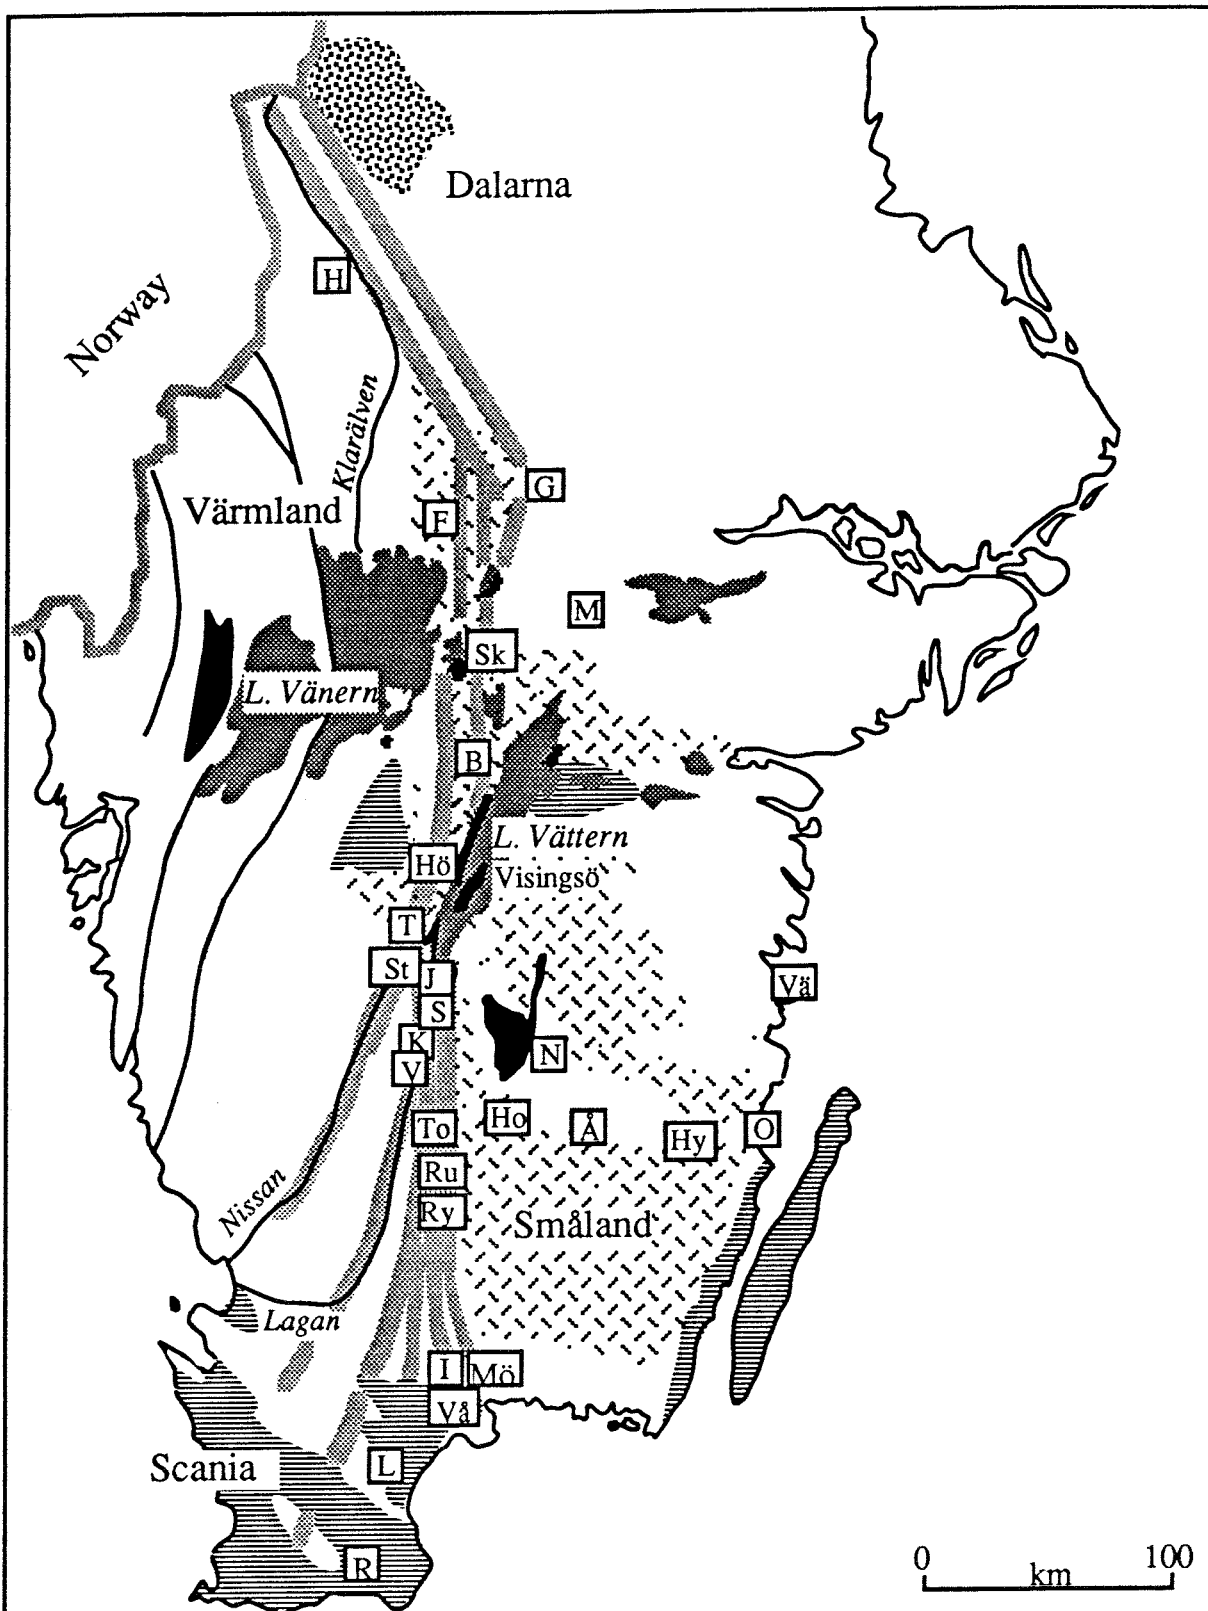 Dalarna
H
Norway
Klarälven
G
Värmland
F
M
Sk
L. Vänern
B
L. Vättern
Hö
Visingsö
T
St
J
Vä
S
K
N
V
Ho
Å
To
Hy
O
Ru
Nissan
Ry
Småland
Lagan
I
Mö
Vå
Scania
L
R
0
100
km